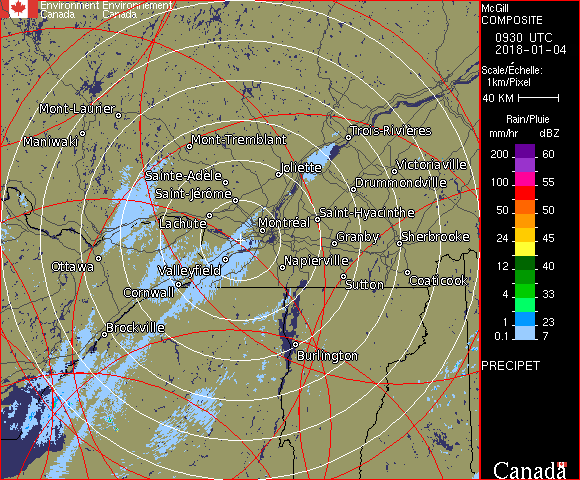 Environment Environnement
Canada Canada
McGill
COMPOSITE
0930 UTC
2018-01-04
Scale/Échelle:
1km/Pixel
40 KM
Rain/Pluie
mm/hr dBZ
200 60
150 55
100 55
50 50
24 45
12 40
4 33
1 23
0.1 7
PRECIPET
Canada
Mont-Laurier
Maniwaki
Mont-Tremblant
Trois-Rivières
Joliette
Victoriaville
Sainte-Adèle
Drummondville
Saint-Jérôme
Saint-Hyacinthe
Lachute
Montréal
Granby
Sherbrooke
Ottawa
Valleyfield
Napierville
Cornwall
Sutton
Coaticook
Brockville
Burlington